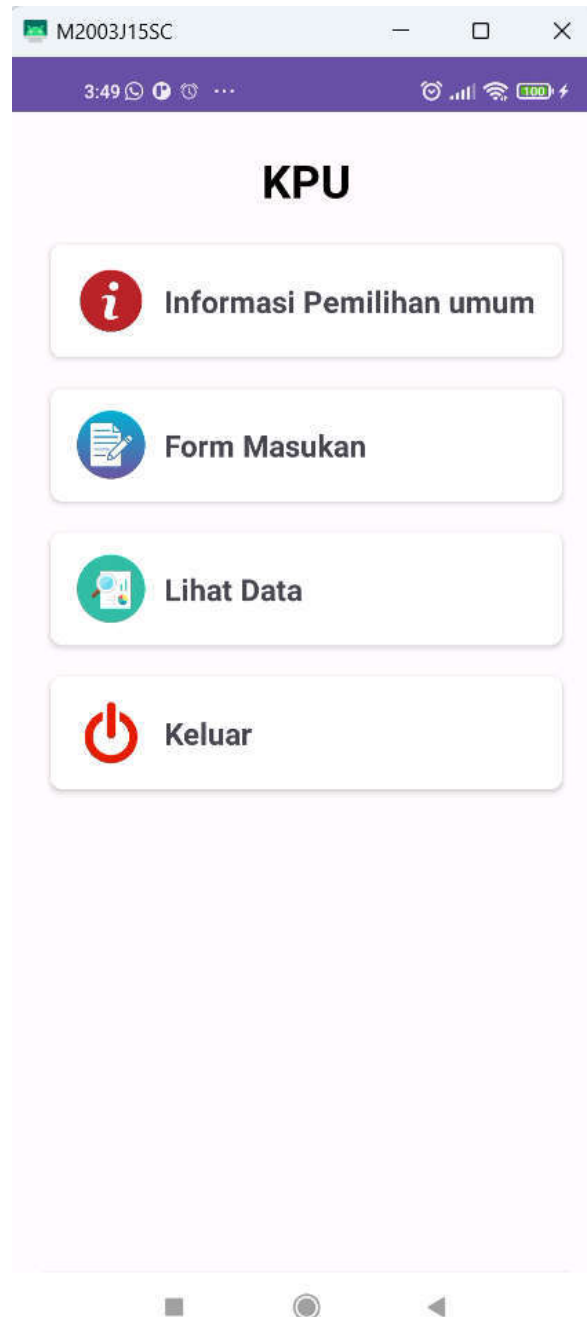 M2003J15SC
3:49
100
KPU
Informasi Pemilihan umum
Form Masukan
Lihat Data
Keluar